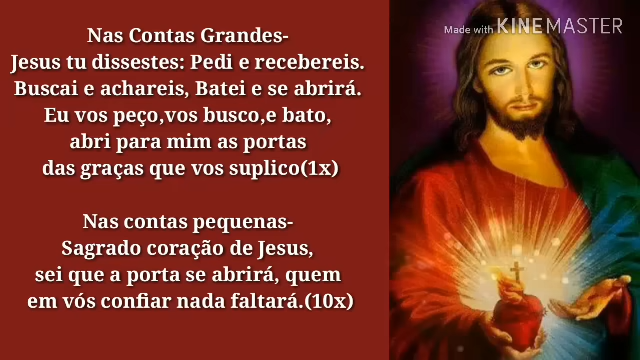 Nas Contas Grandes-
Jesus tu dissestes: Pedi e recebereis.
Buscai e achareis, Batei e se abrirá.
Eu vos peço,vos busco,e bato,
abri para mim as portas
das graças que vos suplico(1x)
Nas contas pequenas-
Sagrado coração de Jesus,
sei que a porta se abrirá, quem
em vós confiar nada faltará.(10x)
Made with KINEMASTER